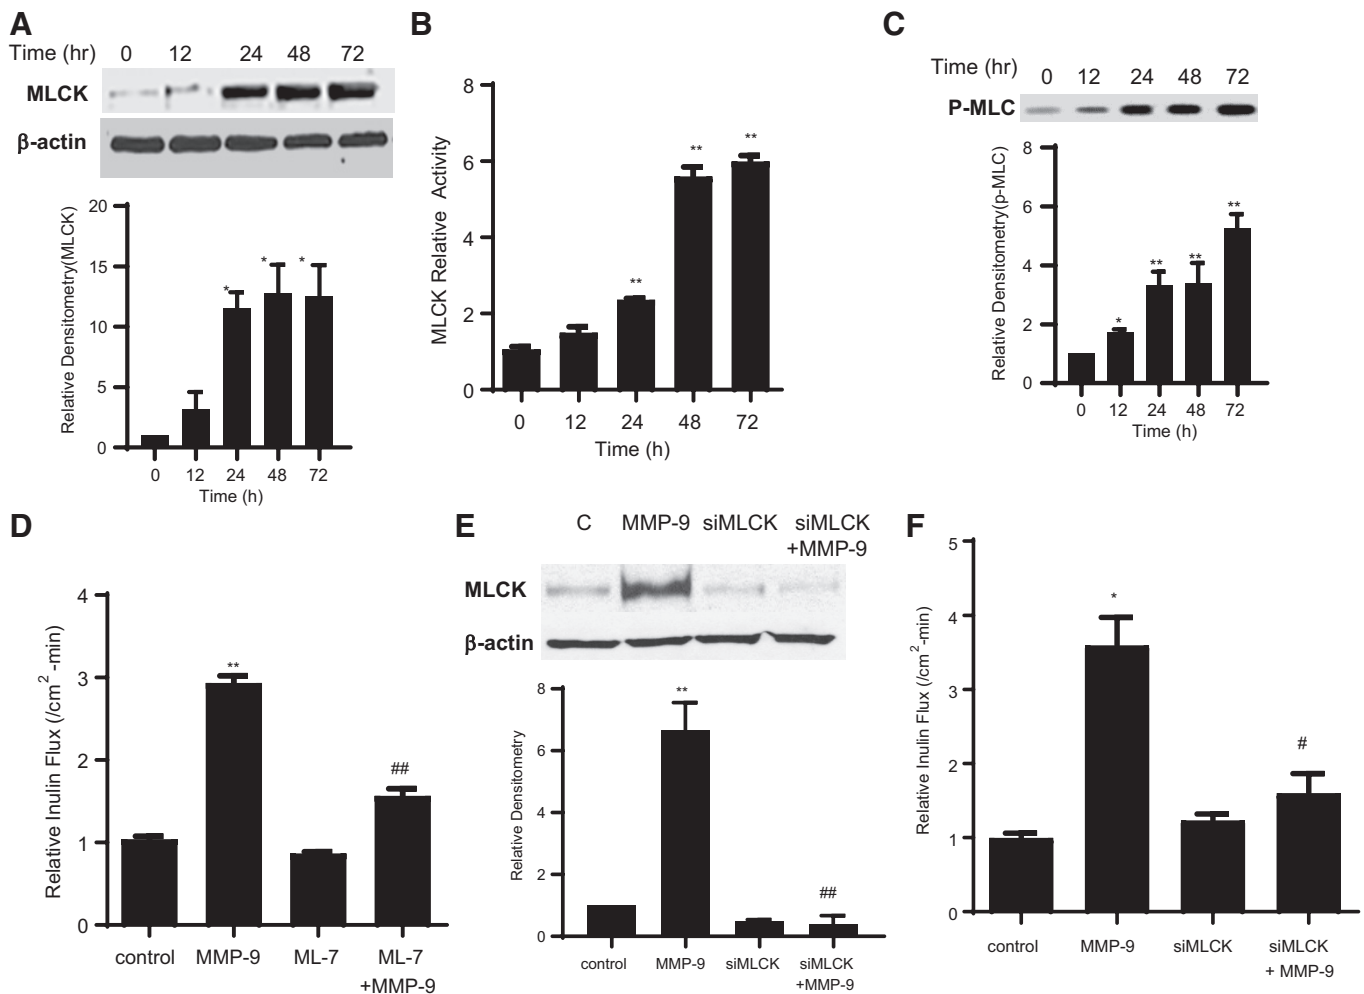 A
Time (hr) 0 12 24 48 72
MLCK
β-actin
Relative Densitometry(MLCK)
20
15
10
5
0
* * *
0 12 24 48 72
Time (h)
B
MLCK Relative Activity
8
6
4
2
0
** ** **
0 12 24 48 72
Time (h)
C
Time (hr) 0 12 24 48 72
P-MLC
Relative Densitometry(p-MLC)
8
6
4
2
0
* ** ** **
0 12 24 48 72
Time (h)
D
Relative Inulin Flux (/cm² -min)
4
3
2
1
0
** ##
control MMP-9 ML-7 ML-7
+MMP-9
E
C MMP-9 siMLCK siMLCK
+MMP-9
MLCK
β-actin
Relative Densitometry
8
6
4
2
0
** ##
control MMP-9 siMLCK siMLCK
+MMP-9
F
Relative Inulin Flux (/cm²-min)
5
4
3
2
1
0
* #
control MMP-9 siMLCK siMLCK
+ MMP-9